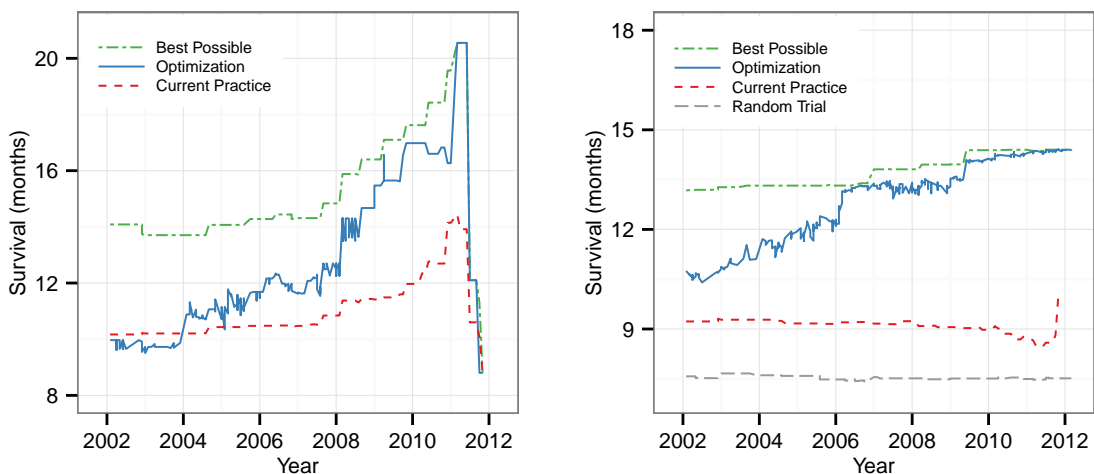 Survival (months)
20
16
12
8
Best Possible
Optimization
Current Practice
2002 2004 2006 2008 2010 2012
Year
Survival (months)
18
15
12
9
Best Possible
Optimization
Current Practice
Random Trial
2002 2004 2006 2008 2010 2012
Year